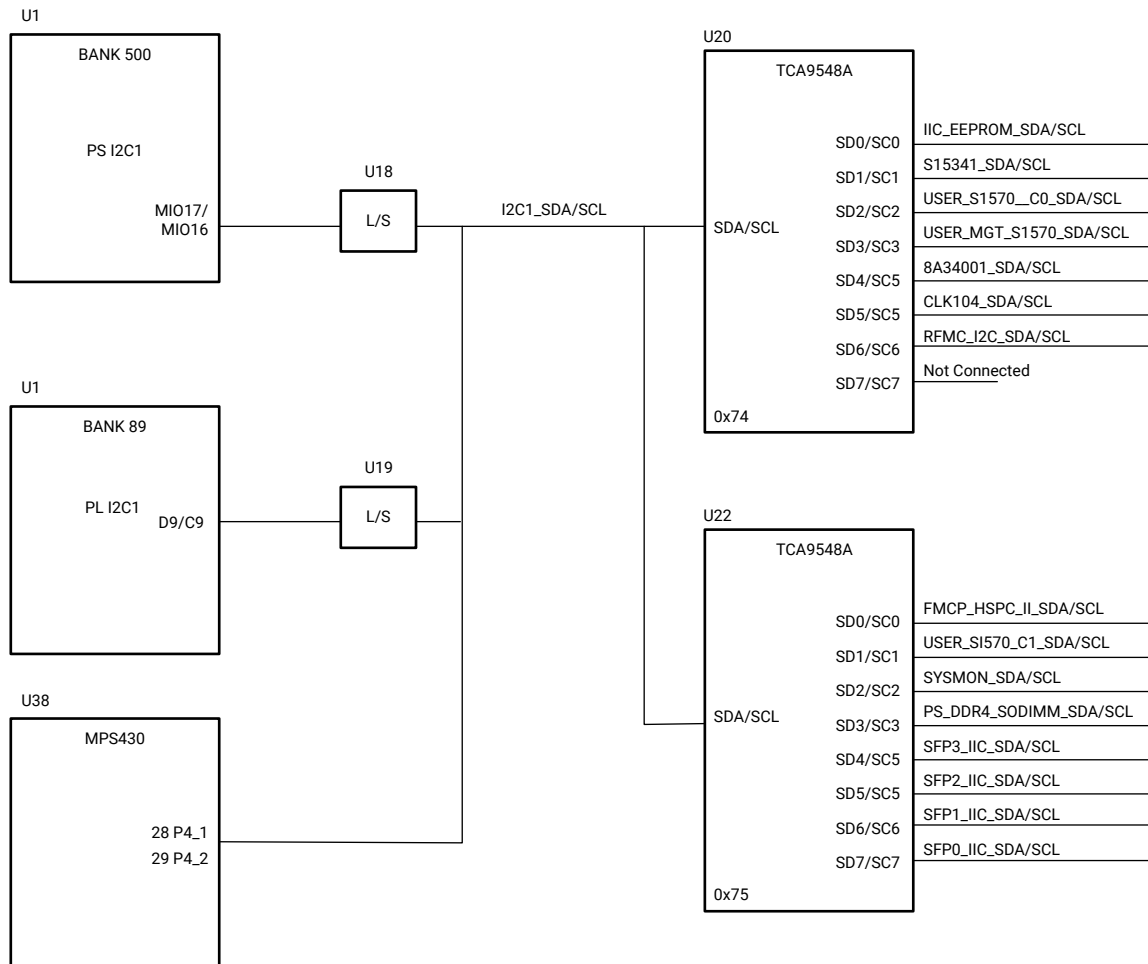 U1
BANK 500
PS I2C1
MIO17/
MIO16
U18
L/S
I2C1_SDA/SCL
U20
TCA9548A
SDA/SCL
SD0/SC0
IIC_EEPROM_SDA/SCL
SD1/SC1
S15341_SDA/SCL
SD2/SC2
USER_S1570__C0_SDA/SCL
SD3/SC3
USER_MGT_S1570_SDA/SCL
SD4/SC5
8A34001_SDA/SCL
SD5/SC5
CLK104_SDA/SCL
SD6/SC6
RFMC_I2C_SDA/SCL
SD7/SC7
Not Connected
0x74
U1
BANK 89
PL I2C1
D9/C9
U19
L/S
U22
TCA9548A
SDA/SCL
SD0/SC0
FMCP_HSPC_II_SDA/SCL
SD1/SC1
USER_SI570_C1_SDA/SCL
SD2/SC2
SYSMON_SDA/SCL
SD3/SC3
PS_DDR4_SODIMM_SDA/SCL
SD4/SC5
SFP3_IIC_SDA/SCL
SD5/SC5
SFP2_IIC_SDA/SCL
SD6/SC6
SFP1_IIC_SDA/SCL
SD7/SC7
SFP0_IIC_SDA/SCL
0x75
U38
MPS430
28 P4_1
29 P4_2